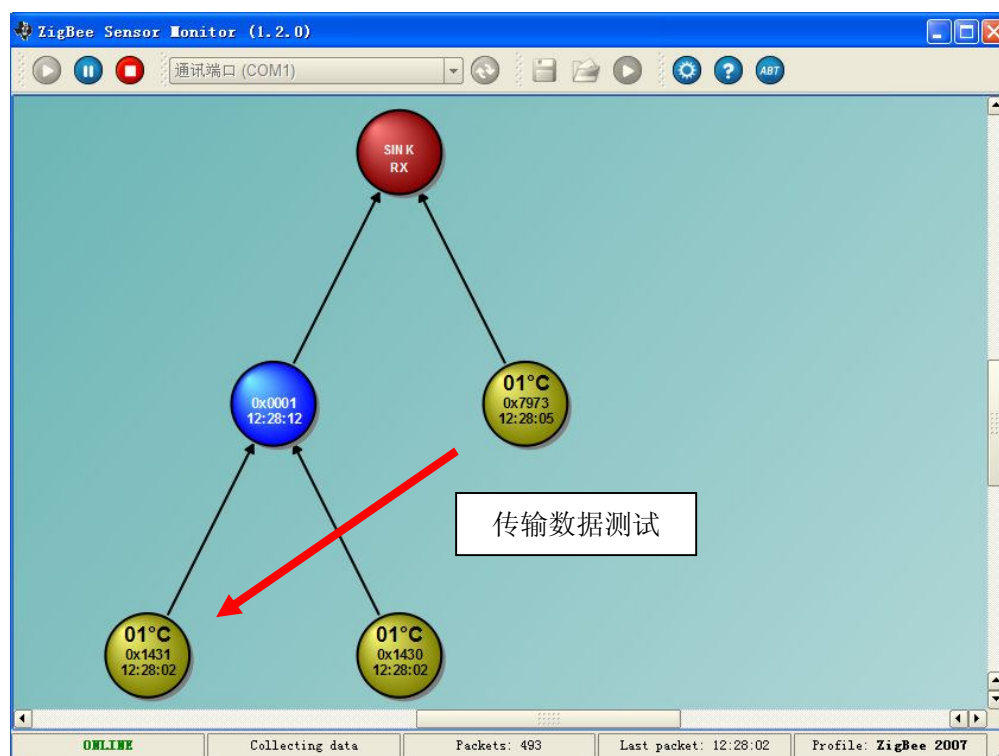 ZigBee Sensor Monitor (1.2.0)
通讯端口 (COM1)
ABT
SINK
RX
0x0001
12:28:12
01°C
0x7973
12:28:05
传输数据测试
01°C
0x1431
12:28:02
01°C
0x1430
12:28:02
ONLINE
Collecting data
Packets: 493
Last packet: 12:28:02
Profile: ZigBee 2007